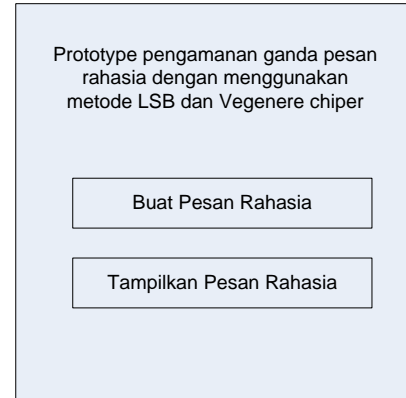 Prototype pengamanan ganda pesan
rahasia dengan menggunakan
metode LSB dan Vegenere chiper
Buat Pesan Rahasia
Tampilkan Pesan Rahasia